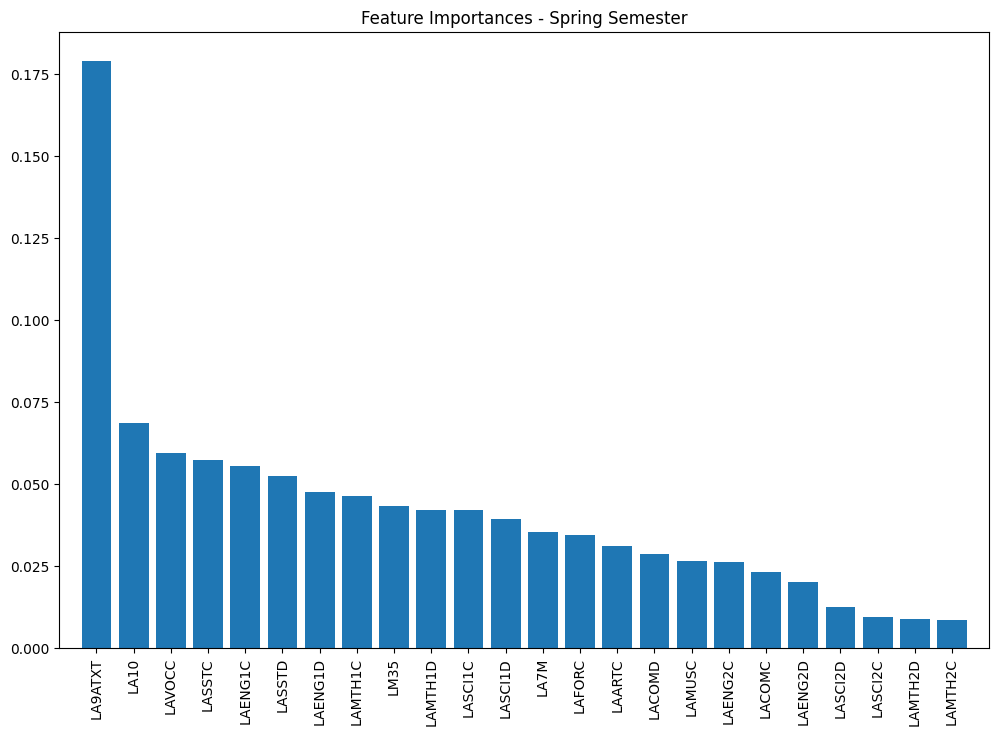 Feature Importances - Spring Semester
0.175
0.150
0.125
0.100
0.075
0.050
0.025
0.000
LA9ATXT
LA10
LAVOCC
LASSTC
LAENG1C
LASSTD
LAENG1D
LAMTH1C
LM35
LAMTH1D
LASCI1C
LASCI1D
LA7M
LAFORC
LAARTC
LACOMD
LAMUSC
LAENG2C
LACOMC
LAENG2D
LASCI2D
LASCI2C
LAMTH2D
LAMTH2C